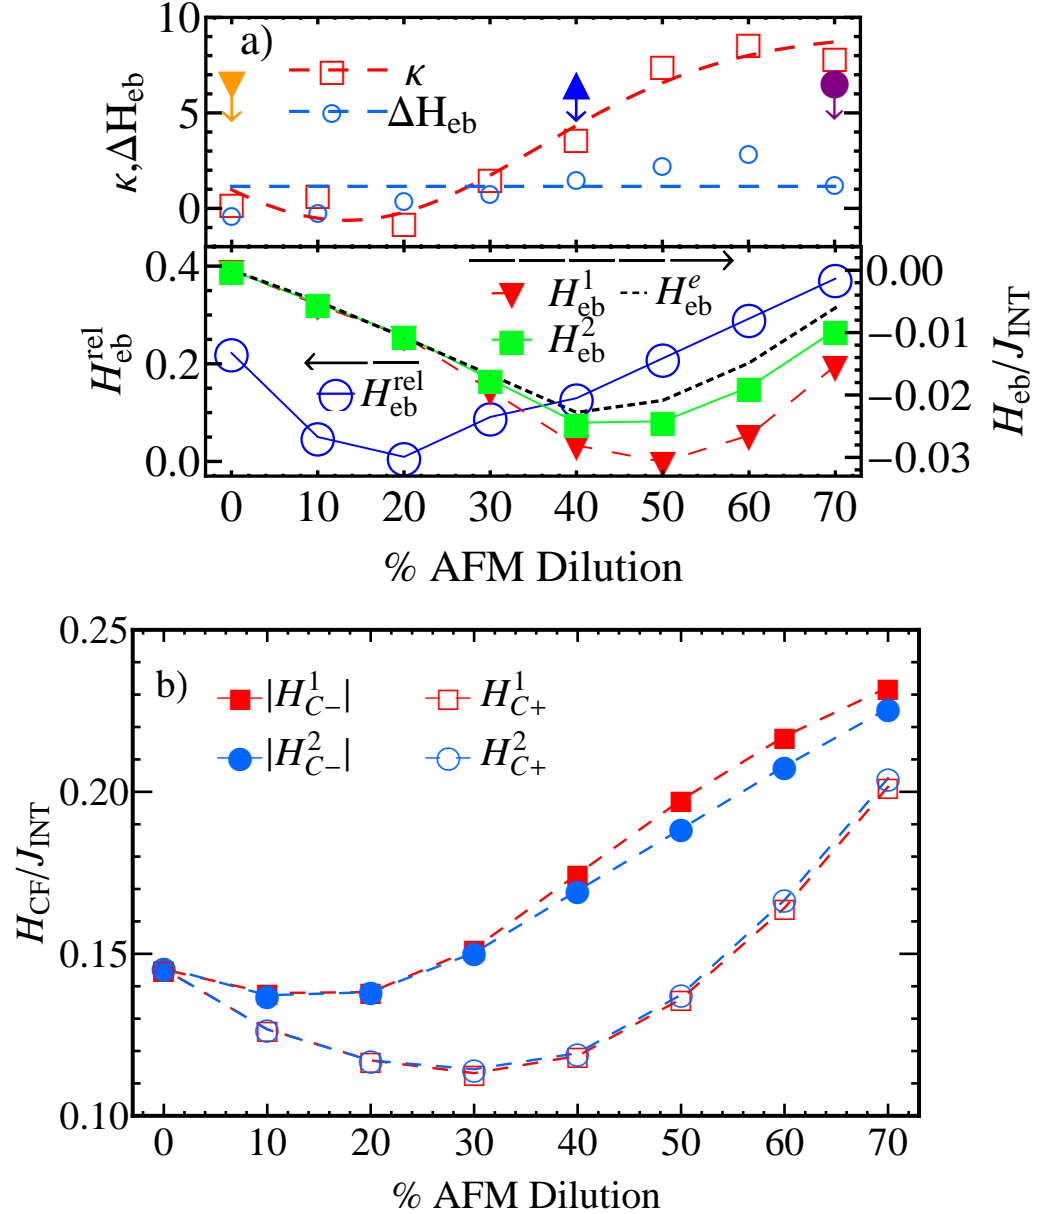 a)
10
5
0
κ,ΔH_eb
κ
ΔH_eb
0.4
0.2
0.0
H_eb^rel
H_eb^1
H_eb^e
H_eb^2
H_eb^rel
0.00
−0.01
−0.02
−0.03
H_eb/J_INT
0 10 20 30 40 50 60 70
% AFM Dilution
b)
0.25
0.20
0.15
0.10
H_CF/J_INT
|H_C−^1| H_C+^1
|H_C−^2| H_C+^2
0 10 20 30 40 50 60 70
% AFM Dilution